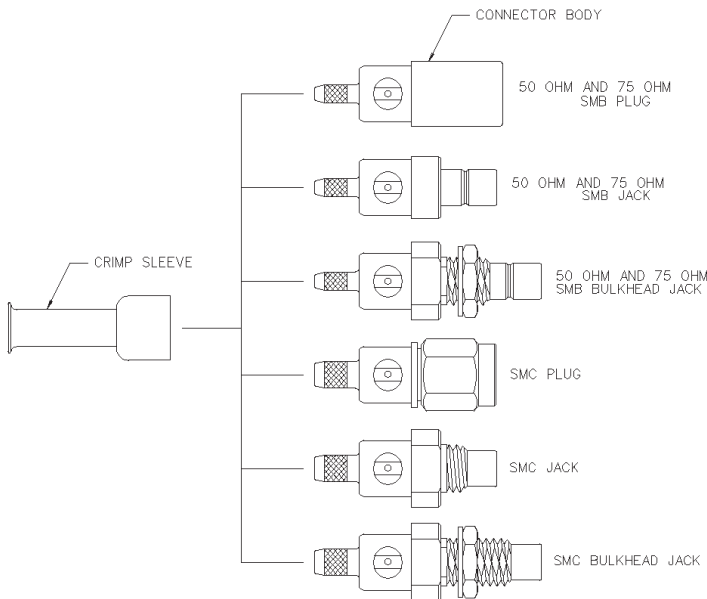 CONNECTOR BODY
50 OHM AND 75 OHM
SMB PLUG
50 OHM AND 75 OHM
SMB JACK
CRIMP SLEEVE
50 OHM AND 75 OHM
SMB BULKHEAD JACK
SMC PLUG
SMC JACK
SMC BULKHEAD JACK